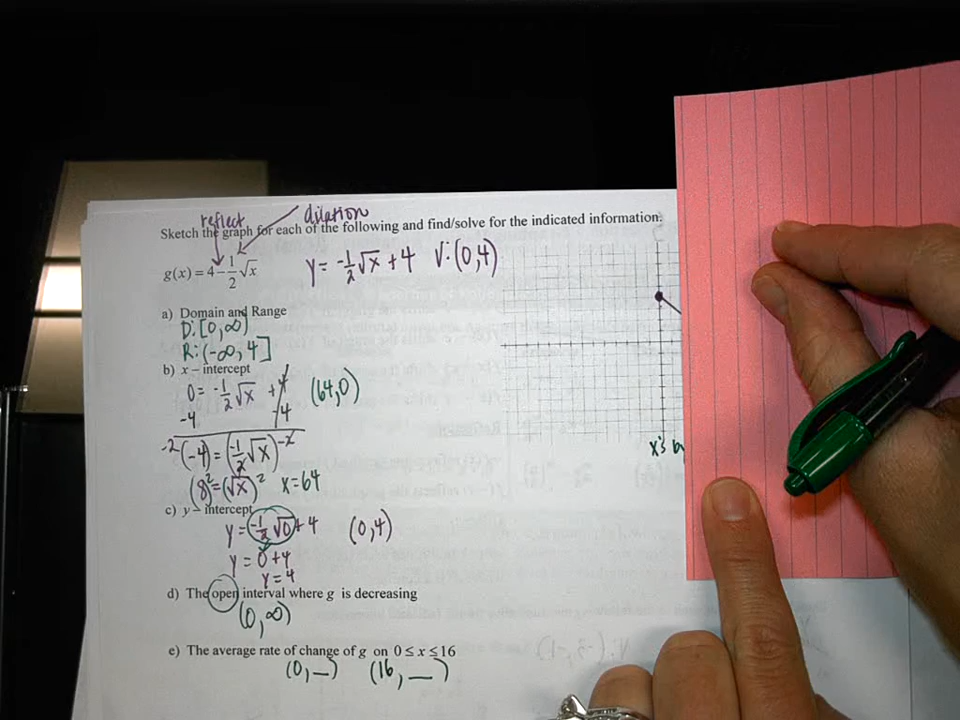 reflect dilation
Sketch the graph for each of the following and find/solve for the indicated information.
g(x) = 4 - 1/2 √x
y = -1/2 √x + 4 V: (0,4)
a) Domain and Range
D: [0, ∞)
R: (-∞, 4]
b) x – intercept
0 = -1/2 √x + 4 (64,0)
-4 -4
-2(-4) = (-1/2 √x)-2
(8)² = (√x)² x = 64
c) y – intercept
y = -1/2 √0 + 4 (0,4)
y = 0 + 4
y = 4
d) The open interval where g is decreasing
(0, ∞)
e) The average rate of change of g on 0 ≤ x ≤ 16
(0, _) (16, _)
x's b